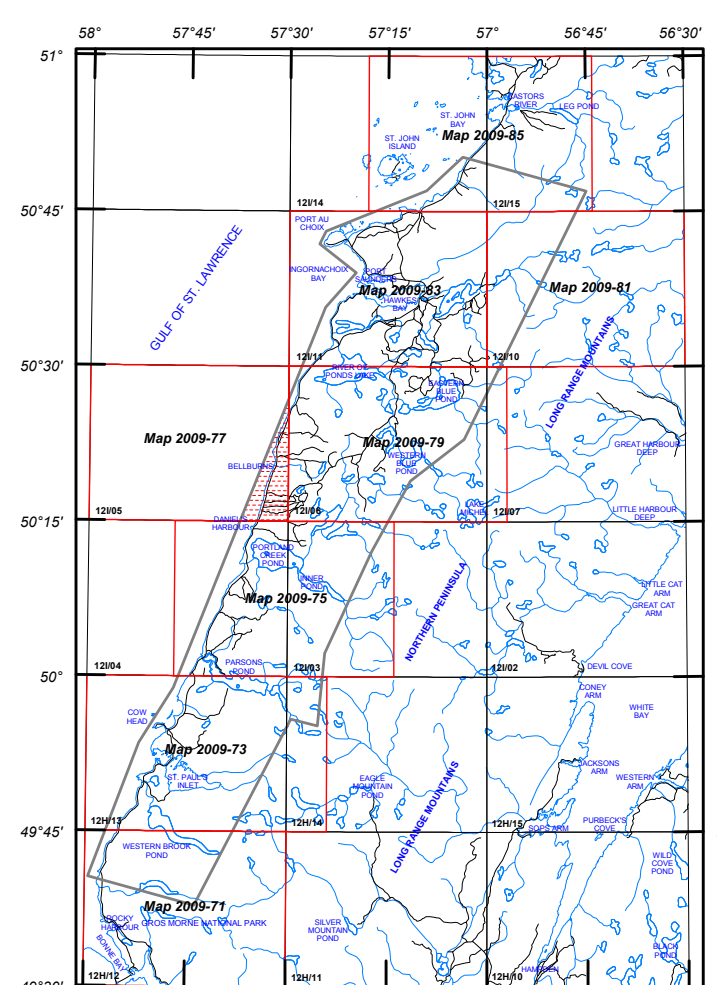 58°
57°45'
57°30'
57°15'
57°
56°45'
56°30'
51°
CASTORS
RIVER
LEG POND
ST. JOHN
BAY
Map 2009-85
ST. JOHN
ISLAND
12I/14
12I/15
50°45'
PORT AU
CHOIX
GULF OF ST. LAWRENCE
INGORNACHOIX
BAY
PORT
SAUNDERS
Map 2009-83
Map 2009-81
HAWKES
BAY
LONG RANGE MOUNTAINS
12I/11
12I/10
50°30'
RIVER OF
PONDS LAKE
EASTERN
BLUE
POND
Map 2009-77
Map 2009-79
GREAT HARBOUR
DEEP
WESTERN
BLUE
POND
BELLBURNS
LAKE
MICHEL
12I/05
12I/06
12I/07
LITTLE HARBOUR
DEEP
50°15'
DANIEL'S
HARBOUR
PORTLAND
CREEK
POND
INNER
POND
Map 2009-75
NORTHERN PENINSULA
LITTLE CAT
ARM
GREAT CAT
ARM
12I/04
PARSONS
POND
12I/03
12I/02
DEVIL COVE
50°
CONEY
ARM
COW
HEAD
WHITE
BAY
Map 2009-73
ST. PAUL'S
INLET
EAGLE
MOUNTAIN
POND
LONG RANGE MOUNTAINS
JACKSONS
ARM
WESTERN
ARM
12H/13
12H/14
12H/15
SOPS ARM
PURBECK'S
COVE
49°45'
WESTERN BROOK
POND
WILD
COVE
POND
Map 2009-71
ROCKY
HARBOUR
GROS MORNE NATIONAL PARK
SILVER
MOUNTAIN
POND
BONNE BAY
BLACK
POND
12H/12
12H/11
12H/10
HAMPDEN